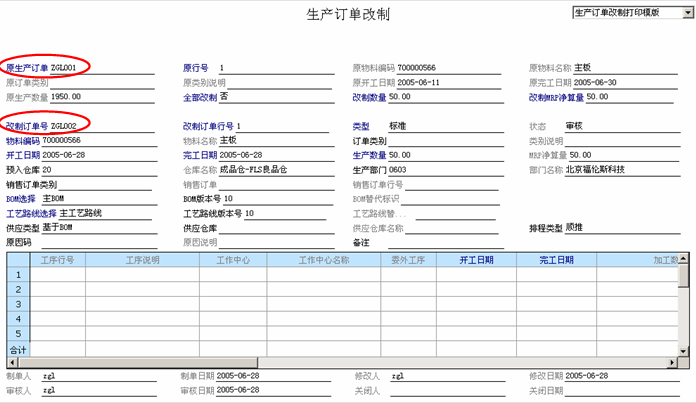 生产订单改制 生产订单改制打印模版
原生产订单 ZGL001 原行号 1 原物料编码 700000566 原物料名称 主板
原订单类别 原类别说明 原开工日期 2005-06-11 原完工日期 2005-06-30
原生产数量 1950.00 全部改制 否 改制数量 50.00 改制MRP净算量 50.00
改制订单号 ZGL002 改制订单行号 1 类型 标准 状态 审核
物料编码 700000566 物料名称 主板 订单类别 类别说明
开工日期 2005-06-28 完工日期 2005-06-28 生产数量 50.00 MRP净算量 50.00
预入仓库 20 仓库名称 成品仓-FLS良品仓 生产部门 0603 部门名称 北京福伦斯科技
销售订单类别 销售订单 销售订单行号
BOM选择 主BOM BOM版本号 10 BOM替代标识
工艺路线选择 主工艺路线 工艺路线版本号 10 工艺路线替...
供应类型 基于BOM 供应仓库 供应仓库名称 排程类型 顺推
原因码 原因说明 备注
工序行号 工序说明 工作中心 工作中心名称 委外工序 开工日期 完工日期 加工数
1
2
3
4
5
合计
制单人 zgl 制单日期 2005-06-28 修改人 zgl 修改日期 2005-06-28
审核人 zgl 审核日期 2005-06-28 关闭人 关闭日期